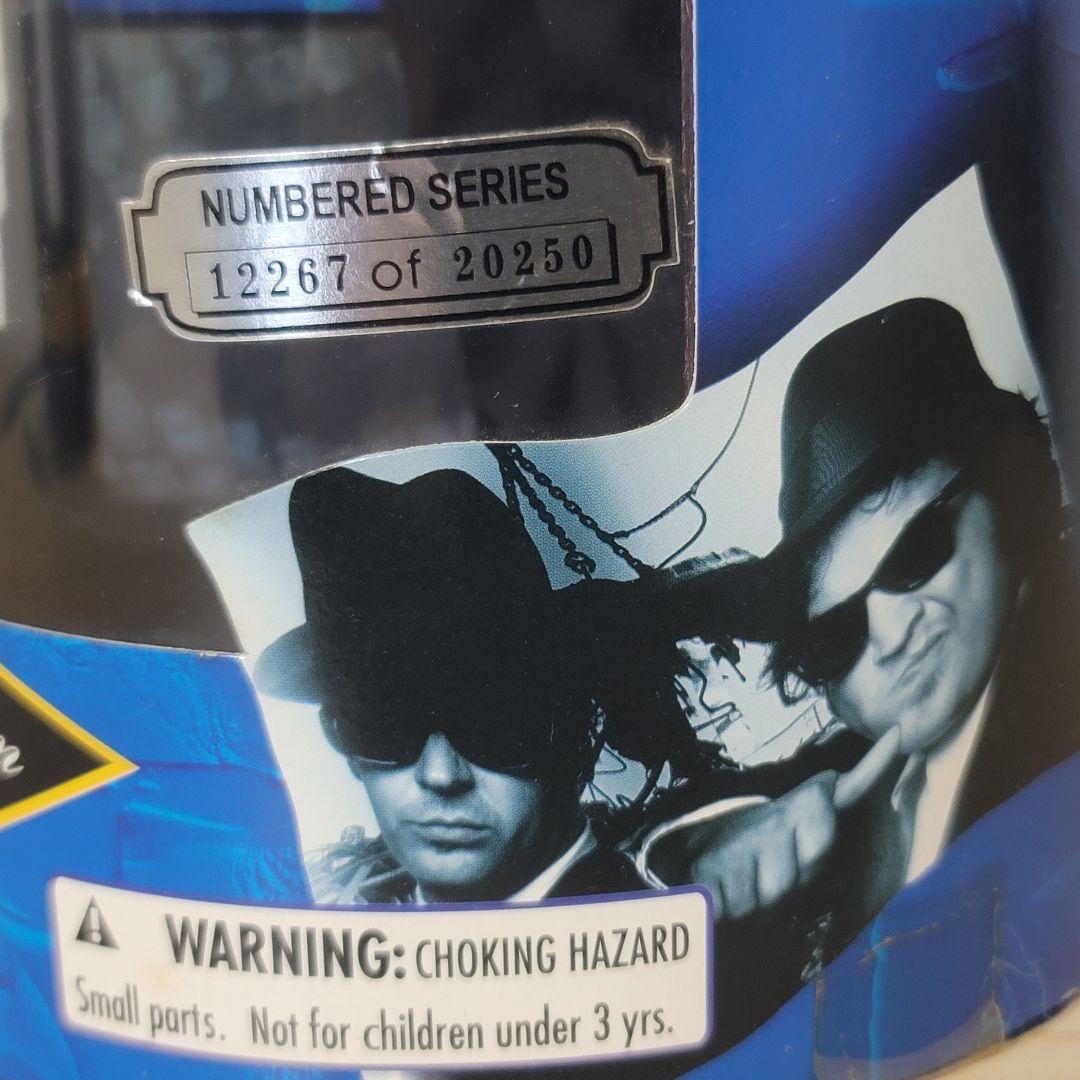 NUMBERED SERIES
12267 of 20250
WARNING: CHOKING HAZARD
Small parts. Not for children under 3 yrs.